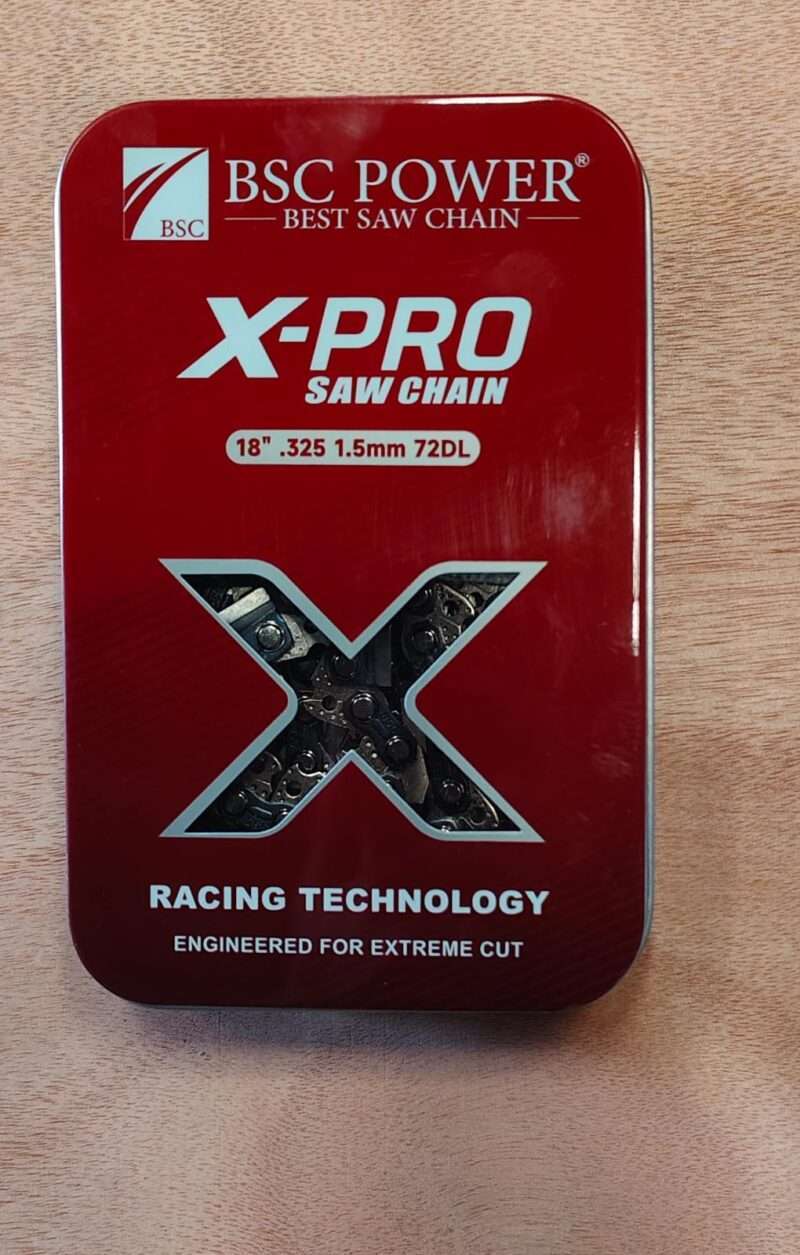 BSC
BSC POWER®
BEST SAW CHAIN
X-PRO
SAW CHAIN
18" .325 1.5mm 72DL
X
RACING TECHNOLOGY
ENGINEERED FOR EXTREME CUT